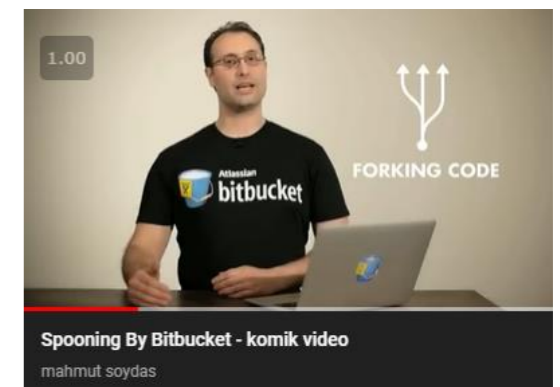 1.00
FORKING CODE
Atlassian
bitbucket
Spooning By Bitbucket - komik video
mahmut soydas